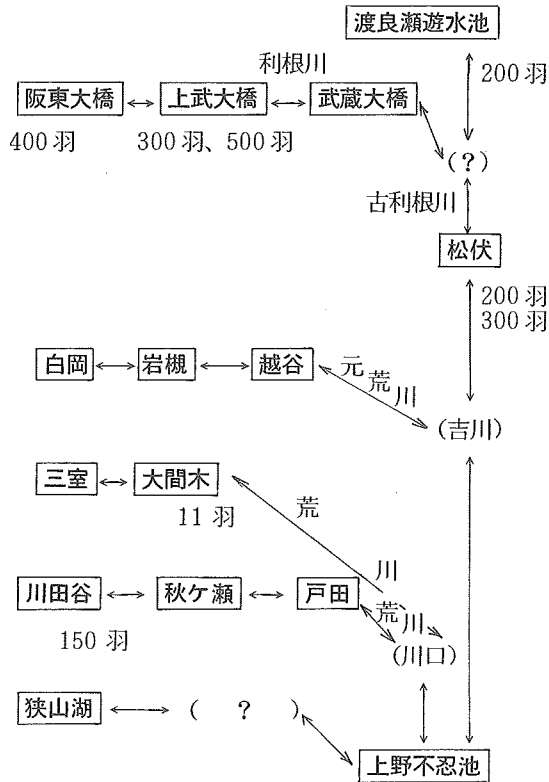 渡良瀬遊水池
200羽
利根川
阪東大橋 上武大橋 武蔵大橋
400羽 300羽、500羽
(?)
古利根川
松伏
200羽
300羽
白岡 岩槻 越谷
元荒川
(吉川)
三室 大間木
11羽
荒川
川田谷 秋ケ瀬 戸田
荒川
150羽
(川口)
狭山湖 ( ? )
上野不忍池